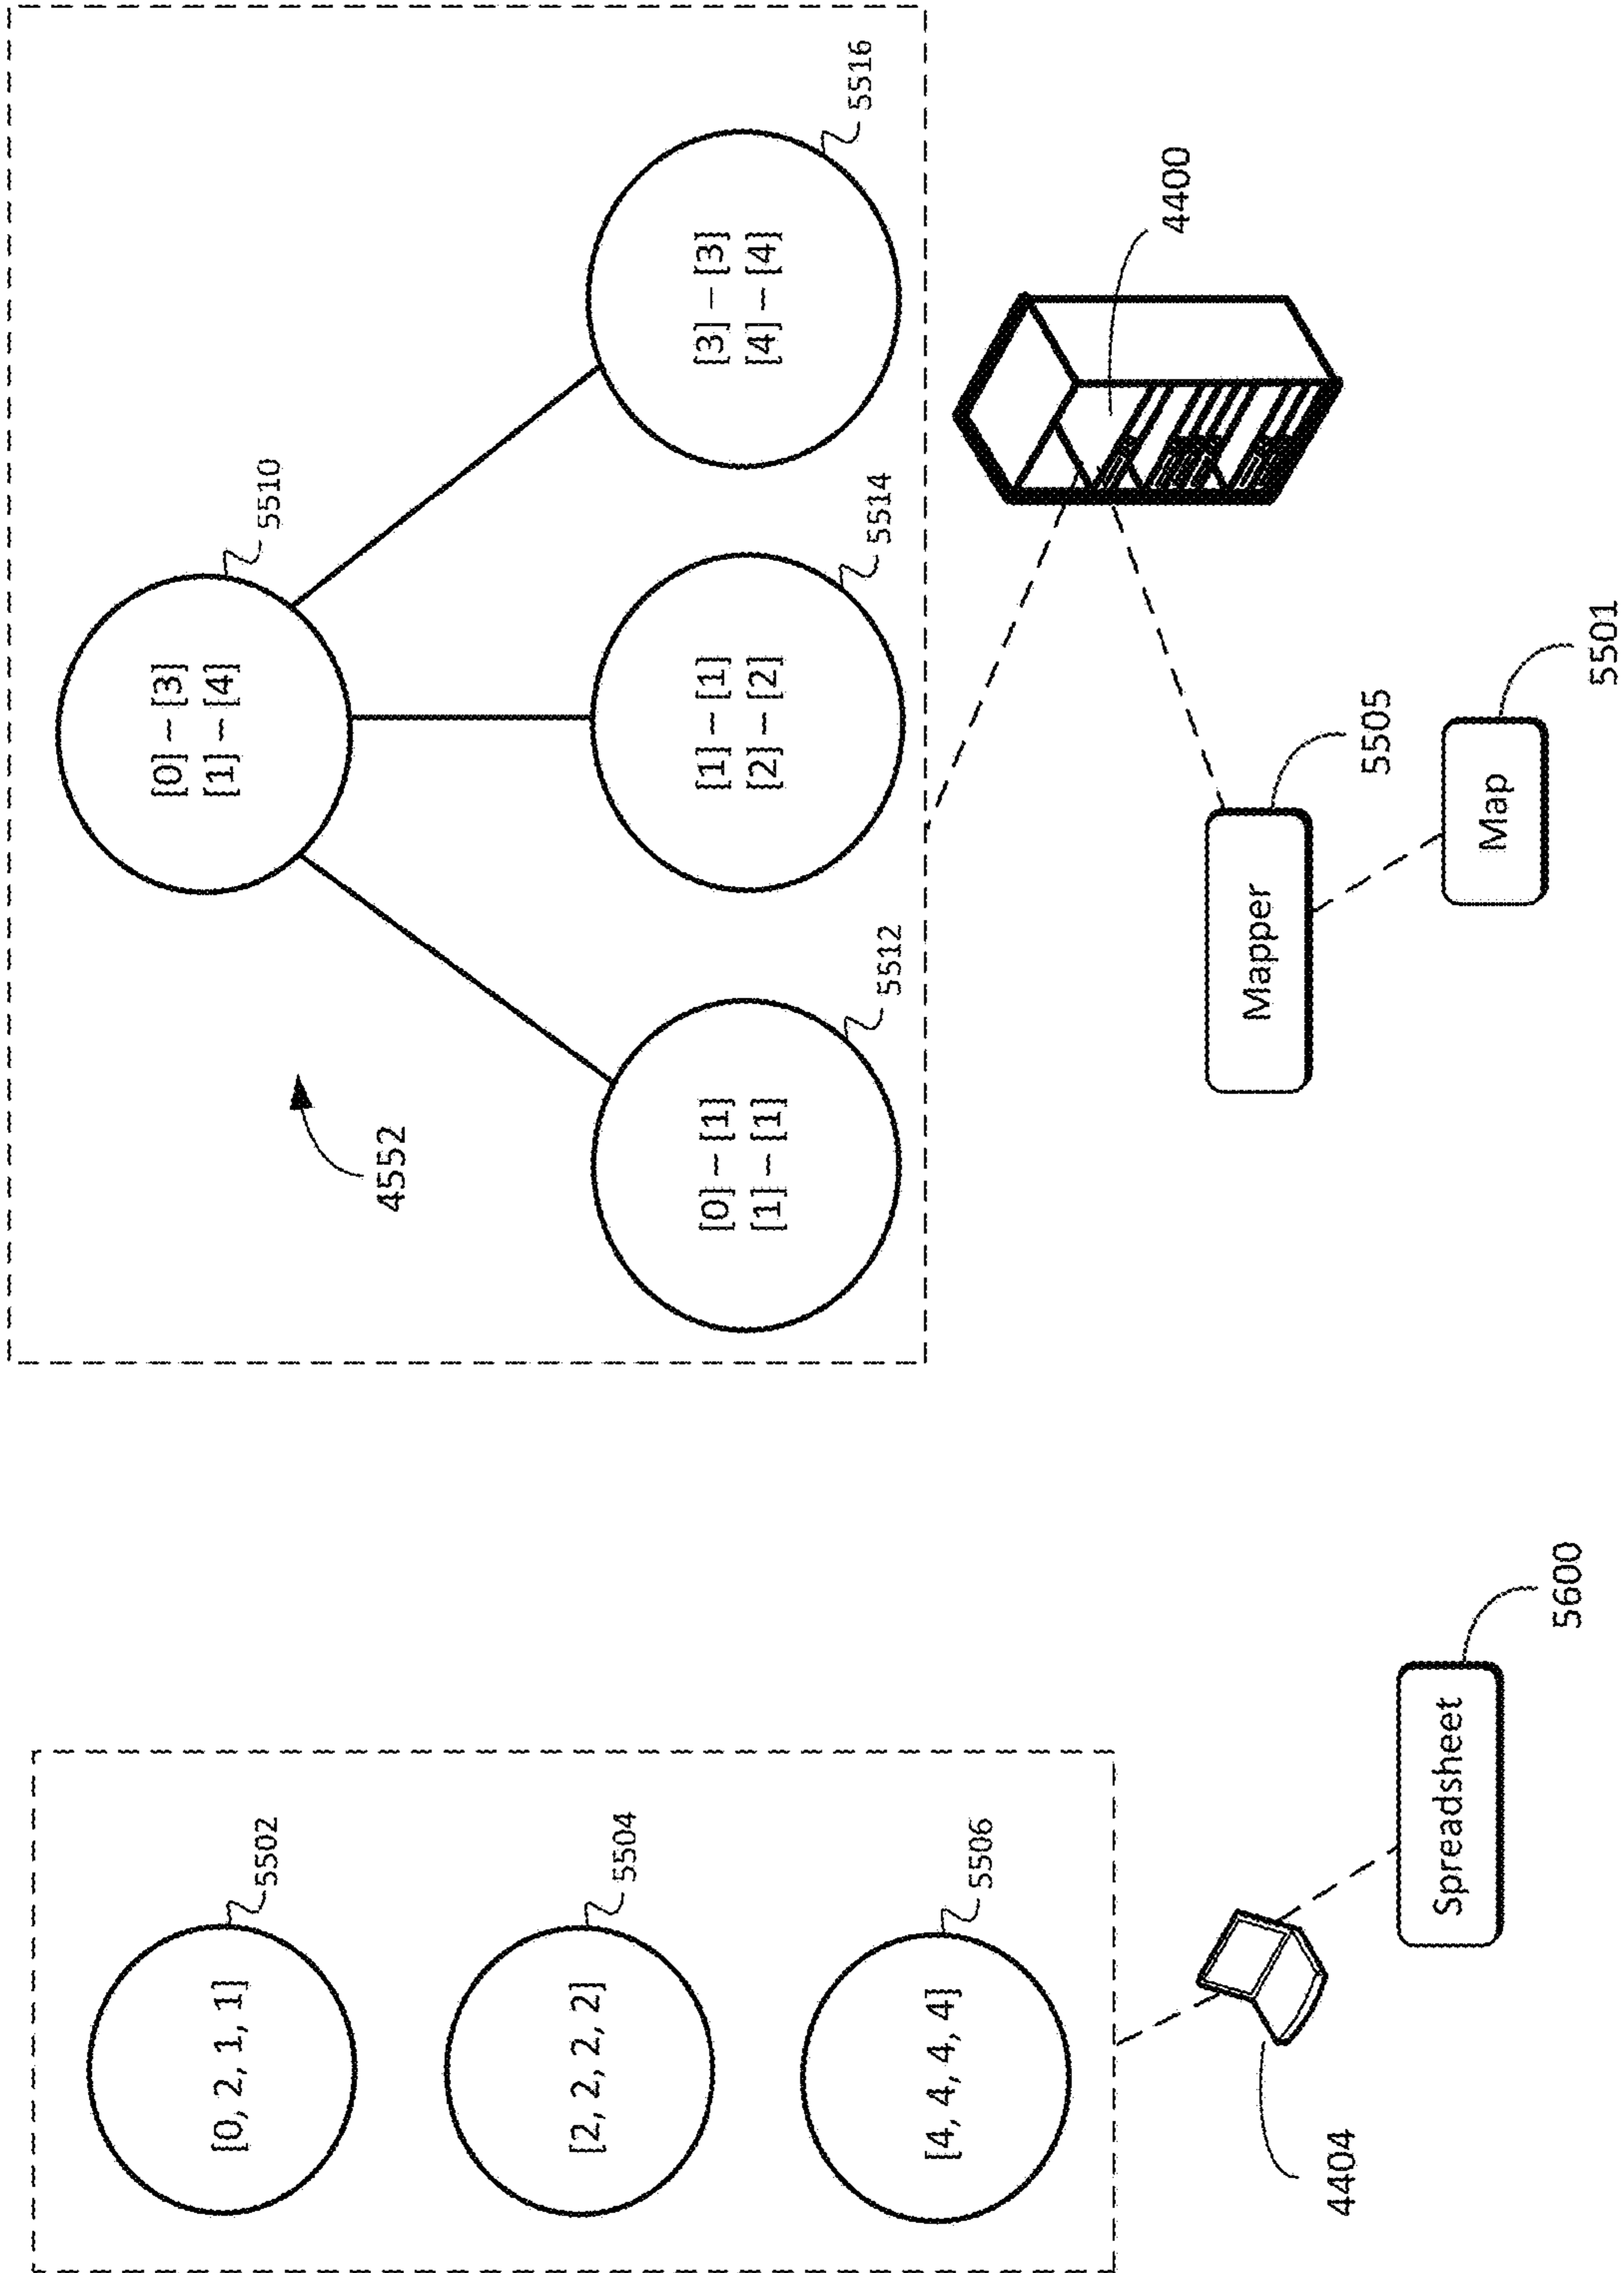 [0, 2, 1, 1]
5502
[2, 2, 2, 2]
5504
[4, 4, 4, 4]
5506
4404
Spreadsheet
5600
4552
[0] – [3]
[1] – [4]
5510
[0] – [1]
[1] – [1]
5512
[1] – [1]
[2] – [2]
5514
[3] – [3]
[4] – [4]
5516
4400
Mapper
5505
Map
5501